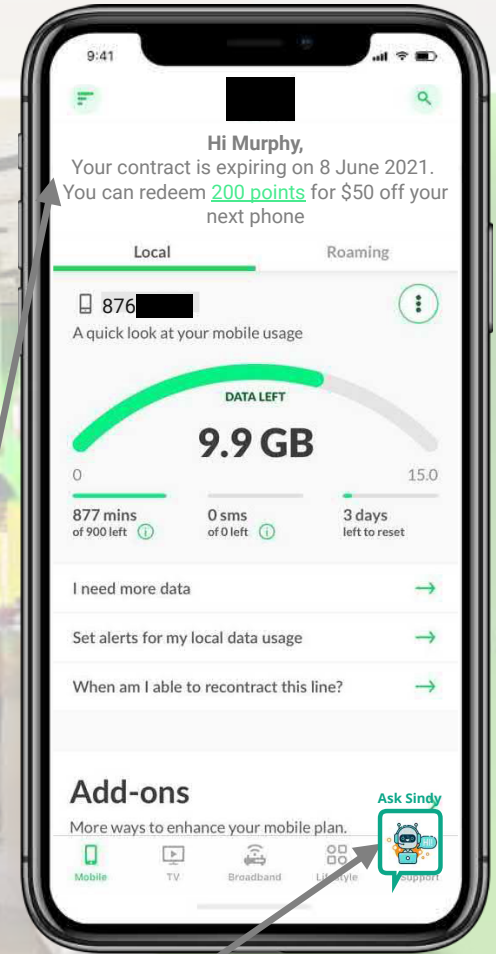 9:41
Hi Murphy,
Your contract is expiring on 8 June 2021.
You can redeem 200 points for $50 off your
next phone
Local Roaming
876
A quick look at your mobile usage
DATA LEFT
9.9 GB
0 15.0
877 mins 0 sms 3 days
of 900 left of 0 left left to reset
I need more data
Set alerts for my local data usage
When am I able to recontract this line?
Add-ons
Ask Sindy
More ways to enhance your mobile plan.
HI!
Mobile TV Broadband Support